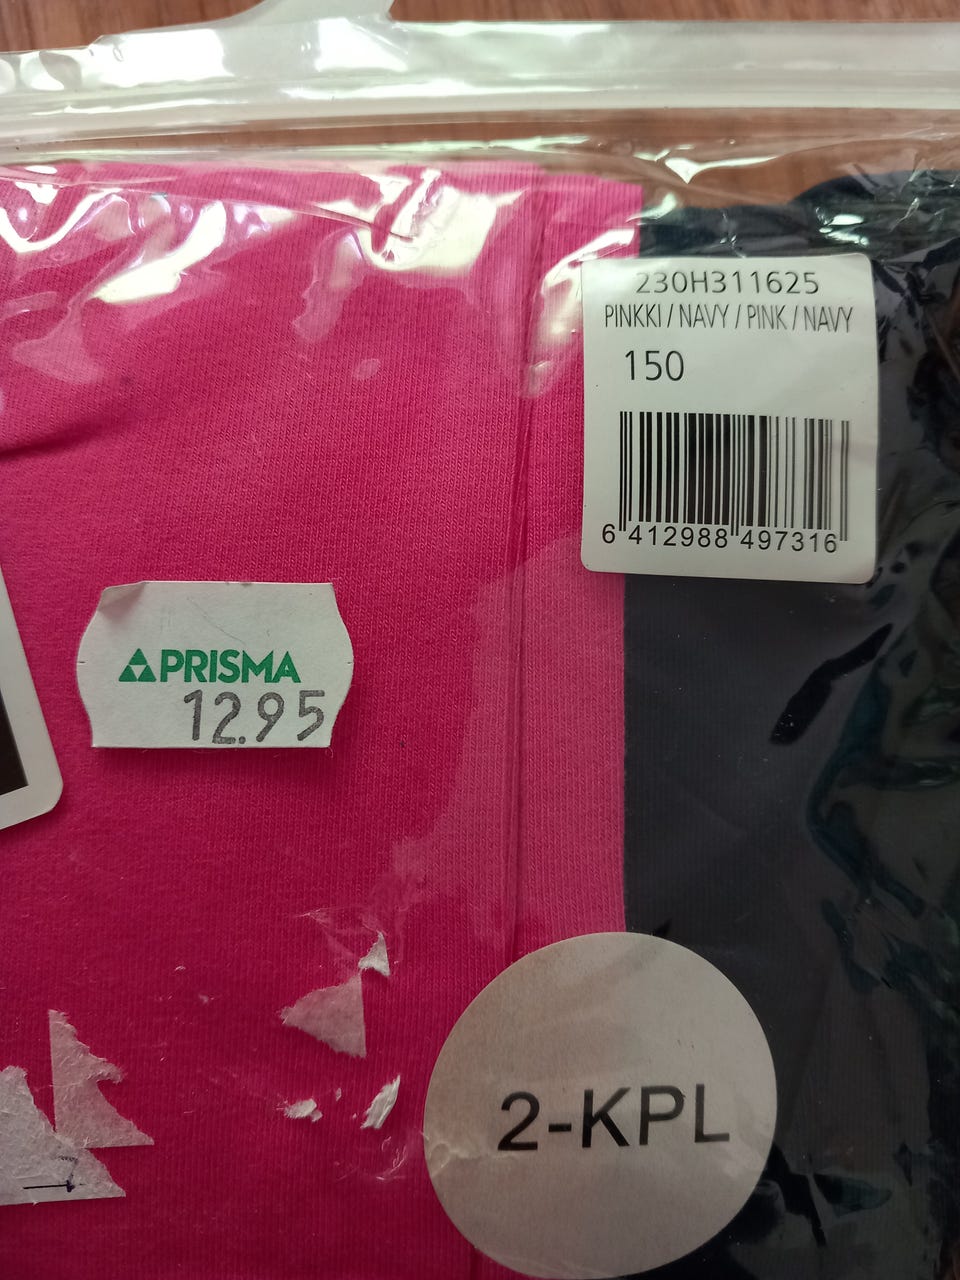 230H311625
PINKKI / NAVY / PINK / NAVY
150
6 412988 497316
PRISMA
12.95
2-KPL